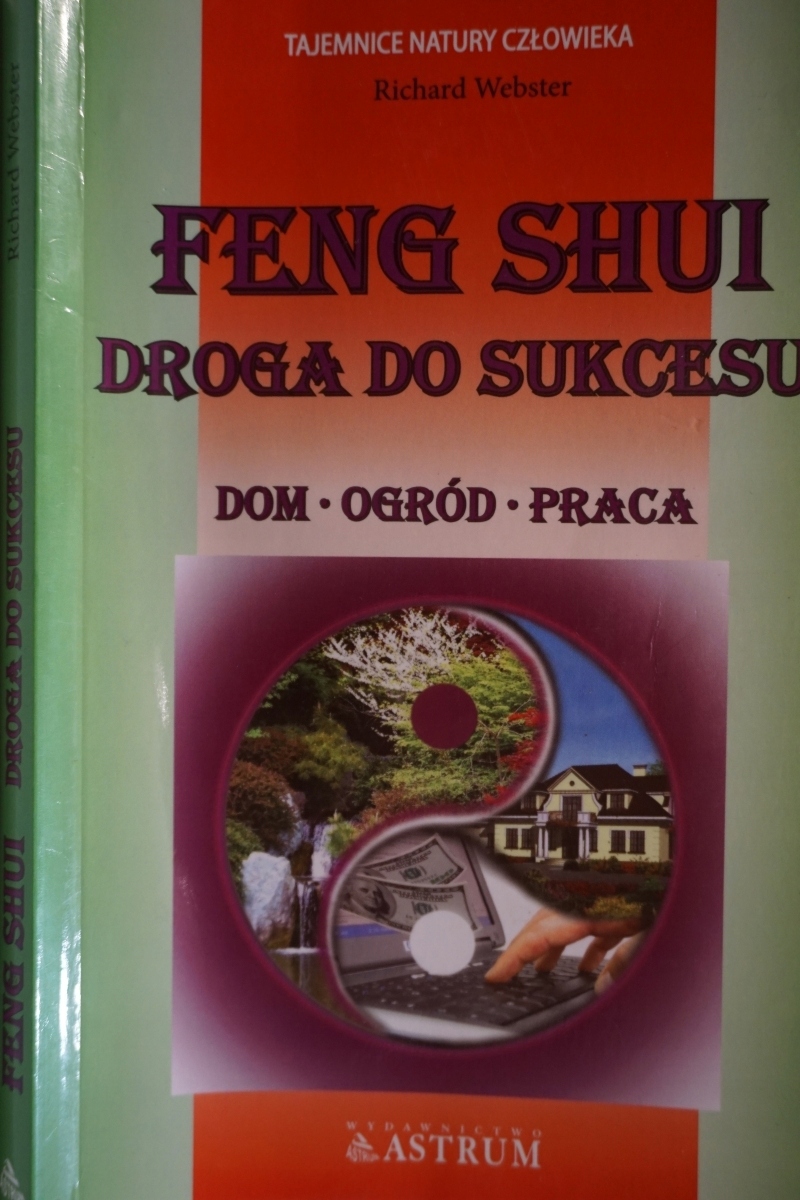 TAJEMNICE NATURY CZŁOWIEKA
Richard Webster
FENG SHUI
DROGA DO SUKCESU
DOM • OGRÓD • PRACA
WYDAWNICTWO
ASTRUM
ASTRUM
FENG SHUI DROGA DO SUKCESU Richard Webster